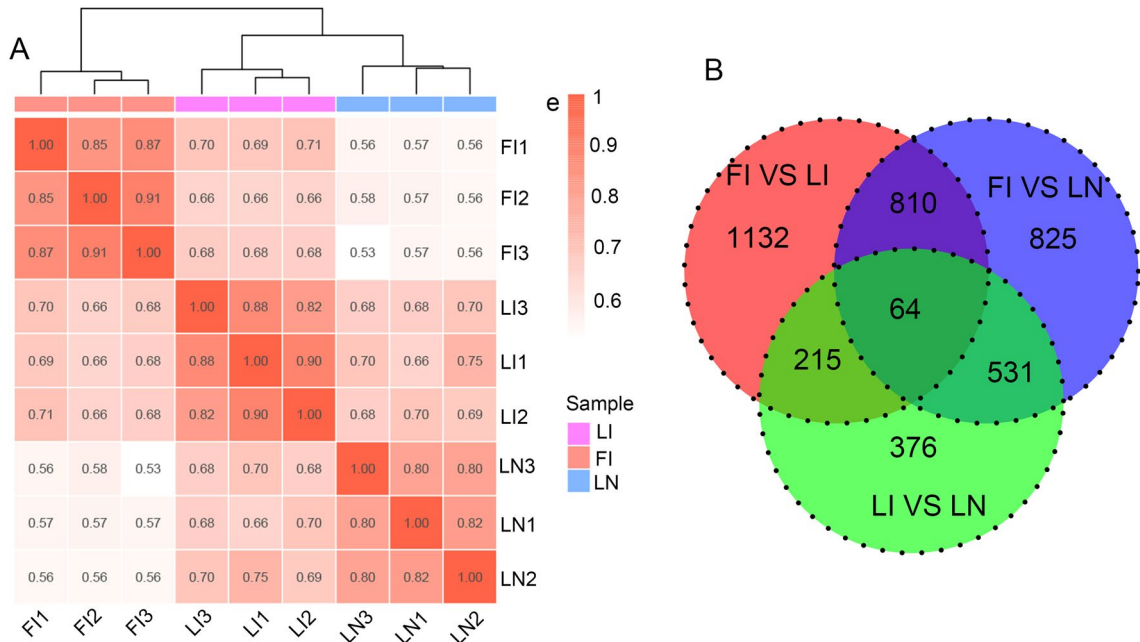 A
B
e
1
0.9
0.8
0.7
0.6
1.00 0.85 0.87 0.70 0.69 0.71 0.56 0.57 0.56 FI1
0.85 1.00 0.91 0.66 0.66 0.66 0.58 0.57 0.56 FI2
0.87 0.91 1.00 0.68 0.68 0.68 0.53 0.57 0.56 FI3
0.70 0.66 0.68 1.00 0.88 0.82 0.68 0.68 0.70 LI3
0.69 0.66 0.68 0.88 1.00 0.90 0.70 0.66 0.75 LI1
0.71 0.66 0.68 0.82 0.90 1.00 0.68 0.70 0.69 LI2
0.56 0.58 0.53 0.68 0.70 0.68 1.00 0.80 0.80 LN3
0.57 0.57 0.57 0.68 0.66 0.70 0.80 1.00 0.82 LN1
0.56 0.56 0.56 0.70 0.75 0.69 0.80 0.82 1.00 LN2
FI1 FI2 FI3 LI3 LI1 LI2 LN3 LN1 LN2
Sample
LI
FI
LN
FI VS LI
FI VS LN
810
1132
825
64
215
531
376
LI VS LN